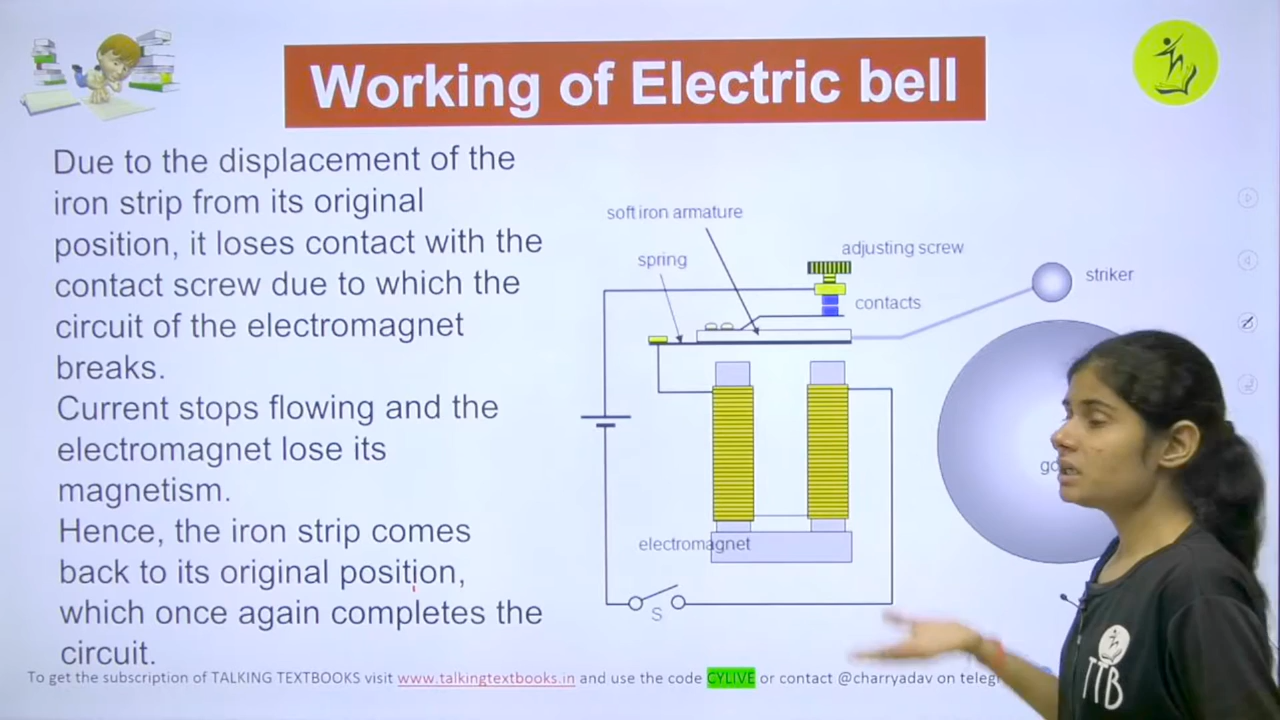 Working of Electric bell
Due to the displacement of the
iron strip from its original
position, it loses contact with the
contact screw due to which the
circuit of the electromagnet
breaks.
Current stops flowing and the
electromagnet lose its
magnetism.
Hence, the iron strip comes
back to its original position,
which once again completes the
circuit.
soft iron armature
adjusting screw
spring
striker
contacts
electromagnet
S
To get the subscription of TALKING TEXTBOOKS visit www.talkingtextbooks.in and use the code CYLIVE or contact @charryadav on
TTB